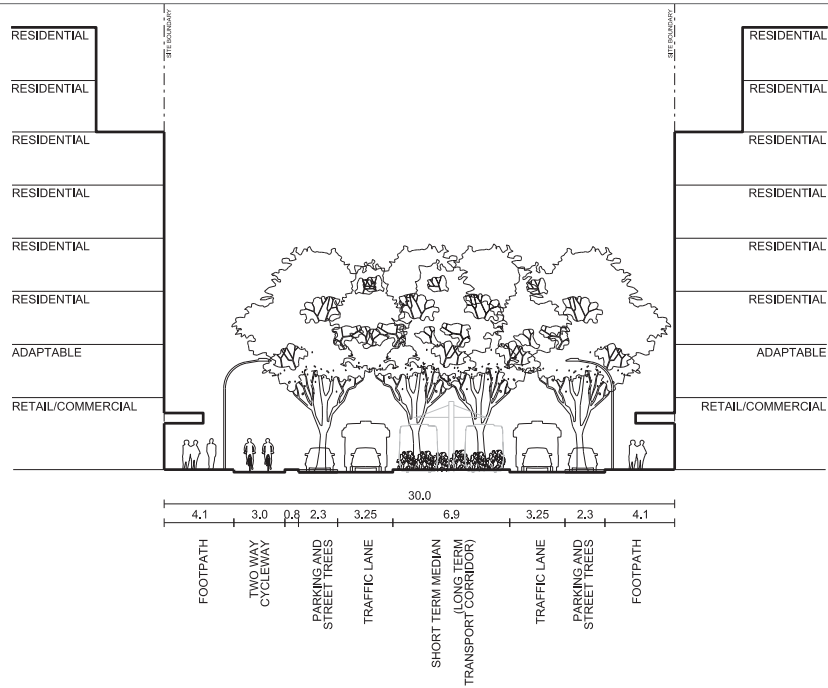 SITE BOUNDARY
SITE BOUNDARY
RESIDENTIAL
RESIDENTIAL
RESIDENTIAL
RESIDENTIAL
RESIDENTIAL
RESIDENTIAL
RESIDENTIAL
RESIDENTIAL
RESIDENTIAL
RESIDENTIAL
RESIDENTIAL
RESIDENTIAL
ADAPTABLE
ADAPTABLE
RETAIL/COMMERCIAL
RETAIL/COMMERCIAL
30.0
4.1
3.0
0.8
2.3
3.25
6.9
3.25
2.3
4.1
FOOTPATH
TWO WAY
CYCLEWAY
PARKING AND
STREET TREES
TRAFFIC LANE
SHORT TERM MEDIAN
(LONG TERM
TRANSPORT CORRIDOR)
TRAFFIC LANE
PARKING AND
STREET TREES
FOOTPATH